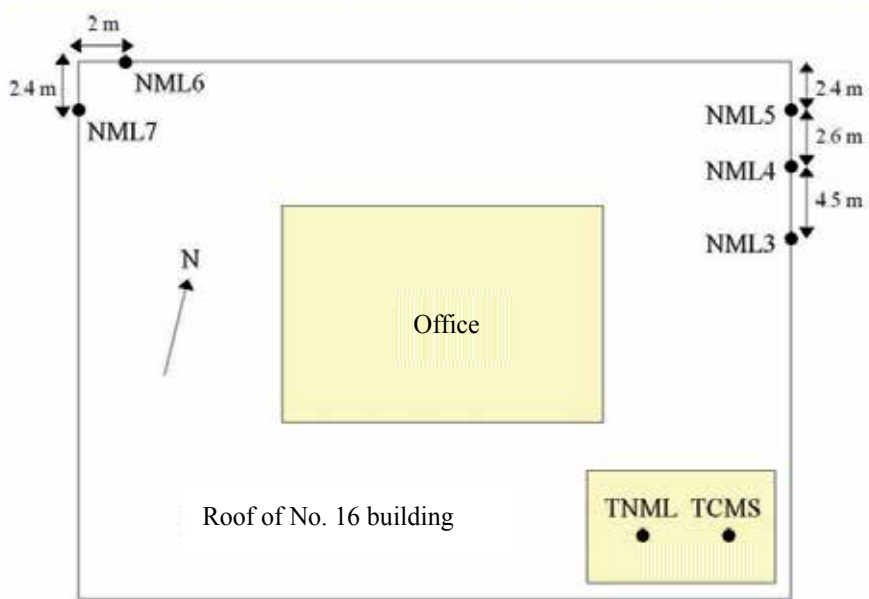 2 m
2.4 m
NML6
NML7
2.4 m
NML5
2.6 m
NML4
4.5 m
NML3
N
Office
Roof of No. 16 building
TNML TCMS